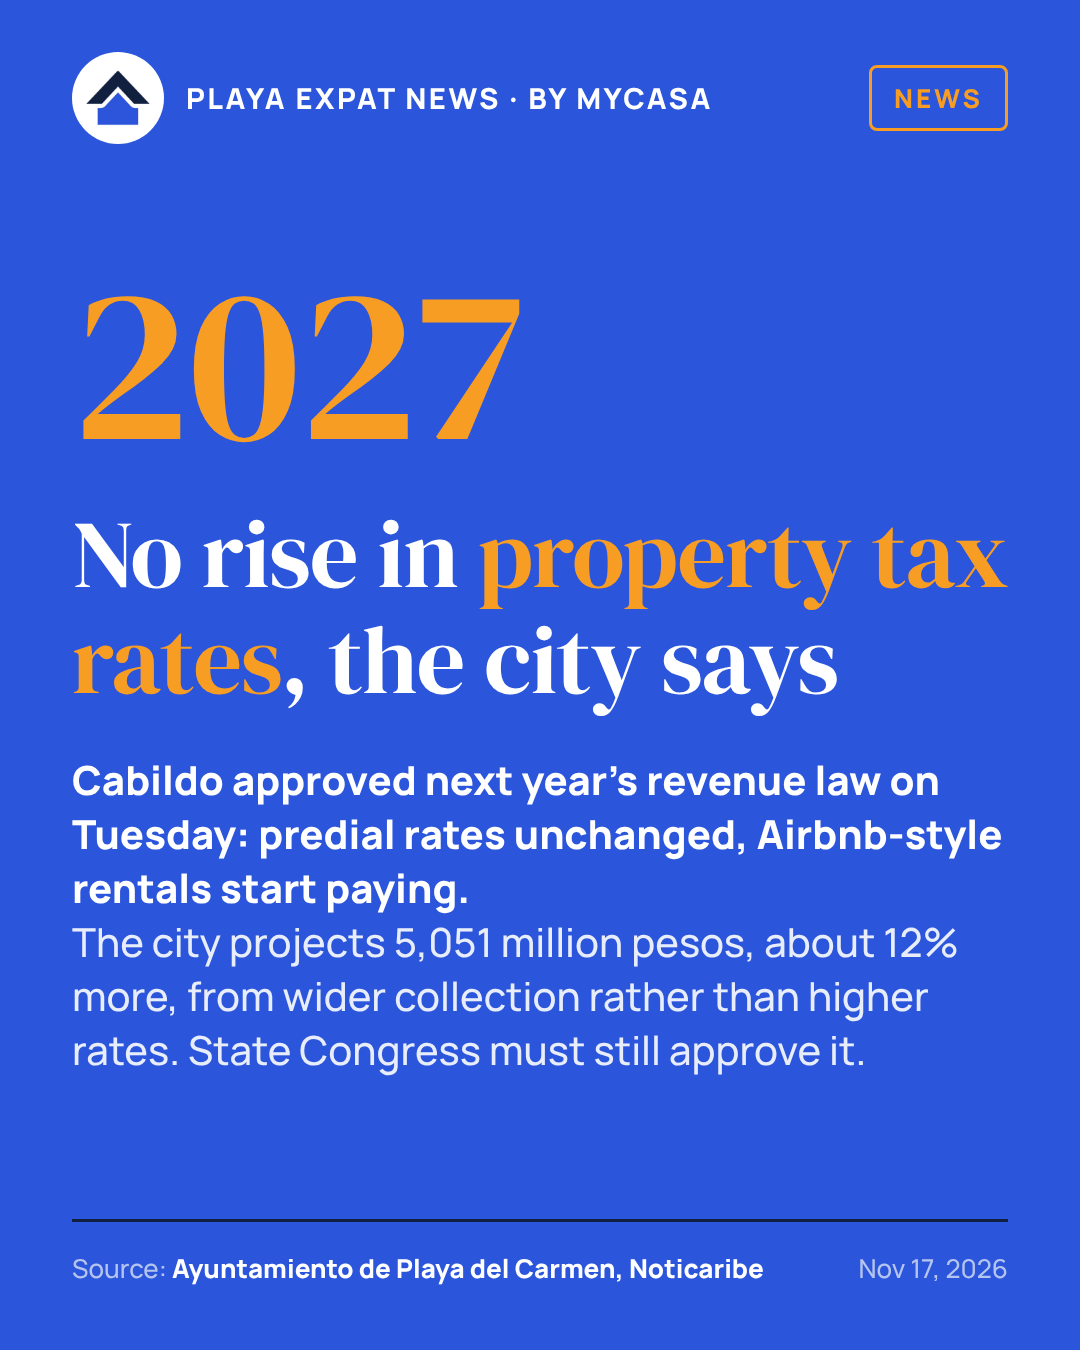 PLAYA EXPAT NEWS · BY MYCASA
NEWS
2027
No rise in property tax
rates, the city says
Cabildo approved next year’s revenue law on
Tuesday: predial rates unchanged, Airbnb-style
rentals start paying.
The city projects 5,051 million pesos, about 12%
more, from wider collection rather than higher
rates. State Congress must still approve it.
Source: Ayuntamiento de Playa del Carmen, Noticaribe
Nov 17, 2026